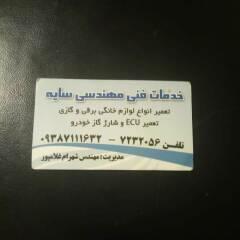 خدمات فنی مهندسی سایه
تعمیر انواع لوازم خانگی برقی و گازی
تعمیر ECU و شارژ گاز خودرو
تلفن ۷۲۳۲۰۵۶ - ۰۹۳۸۷۱۱۱۶۳۲
مدیریت: مهندس شهرام غلامپور